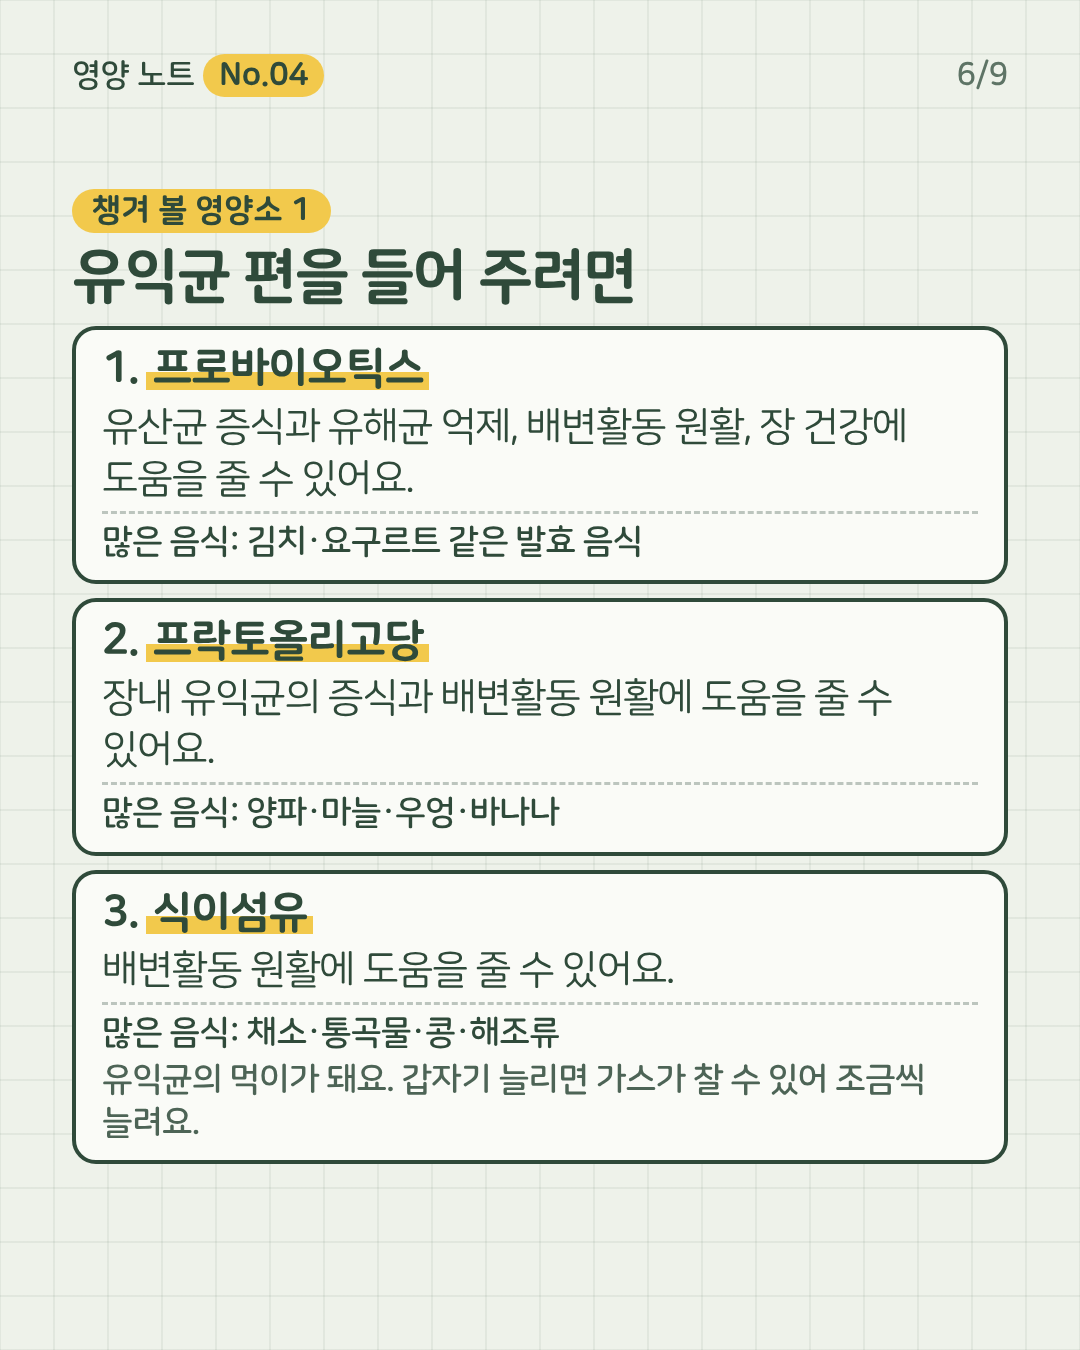 영양 노트 No.04
6/9
챙겨 볼 영양소 1
유익균 편을 들어 주려면
1. 프로바이오틱스
유산균 증식과 유해균 억제, 배변활동 원활, 장 건강에
도움을 줄 수 있어요.
많은 음식: 김치·요구르트 같은 발효 음식
2. 프락토올리고당
장내 유익균의 증식과 배변활동 원활에 도움을 줄 수
있어요.
많은 음식: 양파·마늘·우엉·바나나
3. 식이섬유
배변활동 원활에 도움을 줄 수 있어요.
많은 음식: 채소·통곡물·콩·해조류
유익균의 먹이가 돼요. 갑자기 늘리면 가스가 찰 수 있어 조금씩
늘려요.